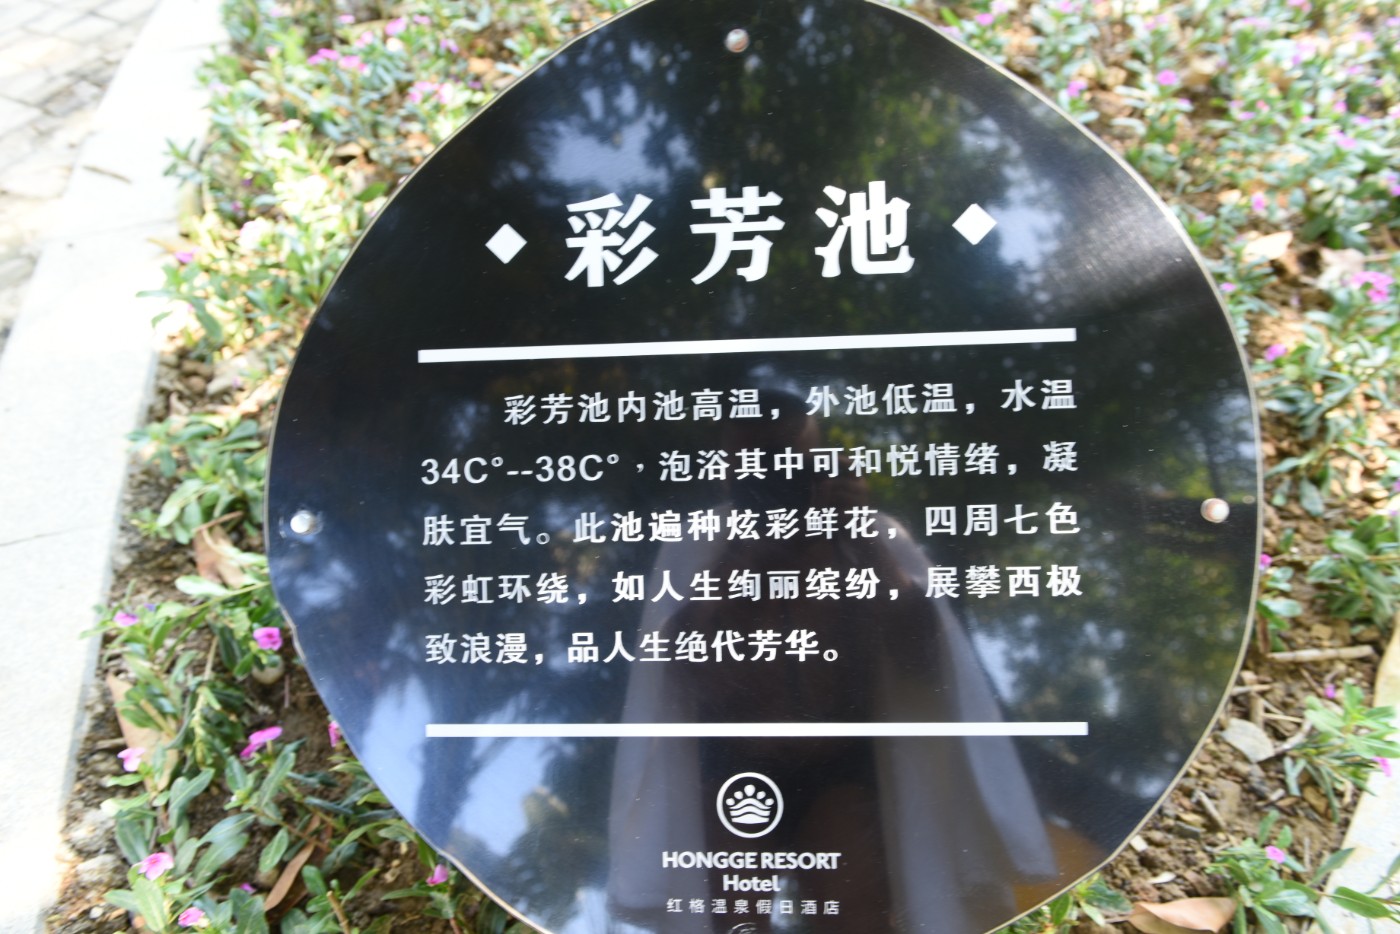 彩芳池
彩芳池内池高温，外池低温，水温
34C°--38C°，泡浴其中可和悦情绪，凝
肤宜气。此池遍种炫彩鲜花，四周七色
彩虹环绕，如人生绚丽缤纷，展攀西极
致浪漫，品人生绝代芳华。
HONGGE RESORT
Hotel
红格温泉假日酒店